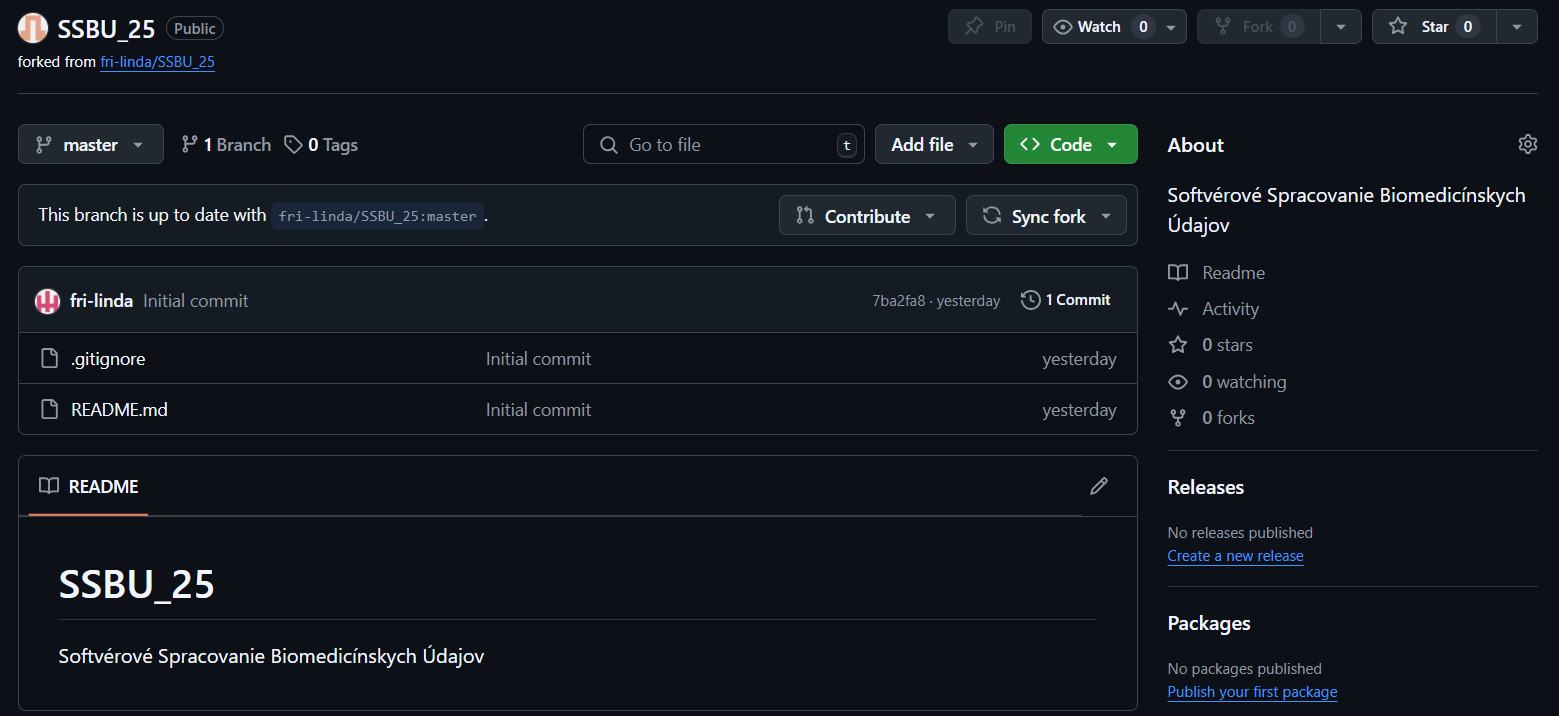 SSBU_25 Public Pin Watch 0 Fork 0 Star 0
forked from fri-linda/SSBU_25
master 1 Branch 0 Tags Go to file t Add file Code
This branch is up to date with fri-linda/SSBU_25:master . Contribute Sync fork
fri-linda Initial commit 7ba2fa8 · yesterday 1 Commit
.gitignore Initial commit yesterday
README.md Initial commit yesterday
README
SSBU_25
Softvérové Spracovanie Biomedicínskych Údajov
About
Softvérové Spracovanie Biomedicínskych
Údajov
Readme
Activity
0 stars
0 watching
0 forks
Releases
No releases published
Create a new release
Packages
No packages published
Publish your first package